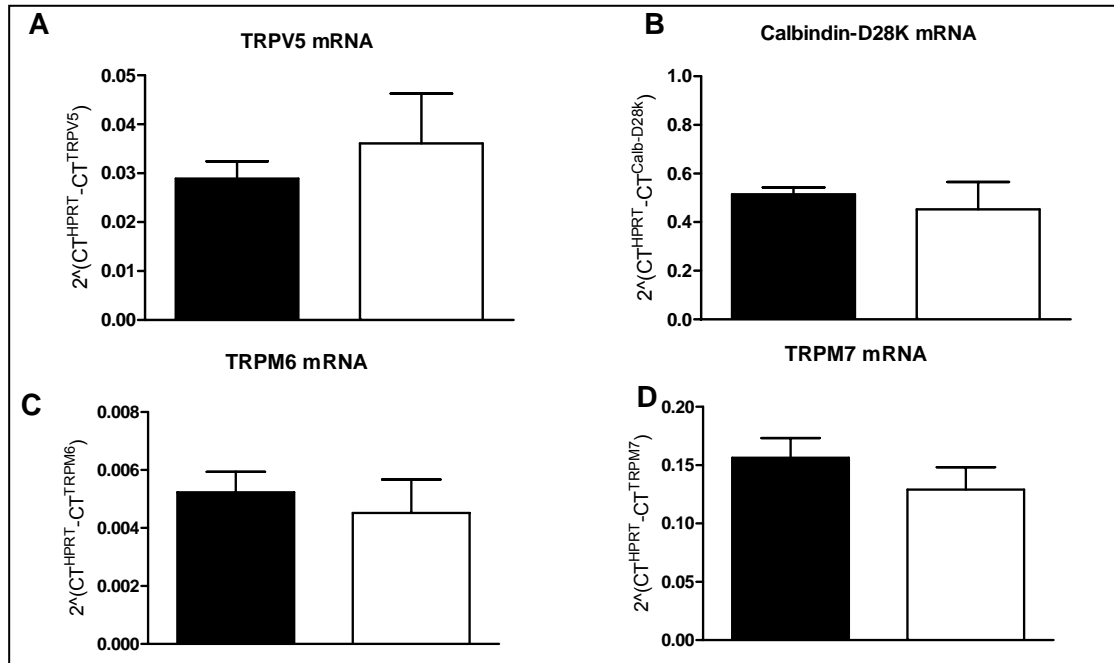 A
TRPV5 mRNA
2^(CT^HPRT-CT^TRPV5)
0.05
0.04
0.03
0.02
0.01
0.00
B
Calbindin-D28K mRNA
2^(CT^HPRT-CT^Calb-D28k)
1.0
0.8
0.6
0.4
0.2
0.0
C
TRPM6 mRNA
2^(CT^HPRT-CT^TRPM6)
0.008
0.006
0.004
0.002
0.000
D
TRPM7 mRNA
2^(CT^HPRT-CT^TRPM7)
0.20
0.15
0.10
0.05
0.00